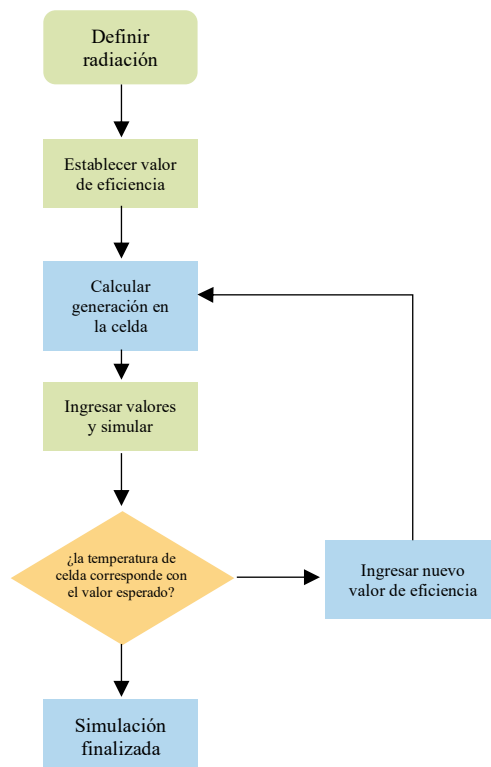 Definir
radiación
Establecer valor
de eficiencia
Calcular
generación en
la celda
Ingresar valores
y simular
¿la temperatura de
celda corresponde con
el valor esperado?
Ingresar nuevo
valor de eficiencia
Simulación
finalizada